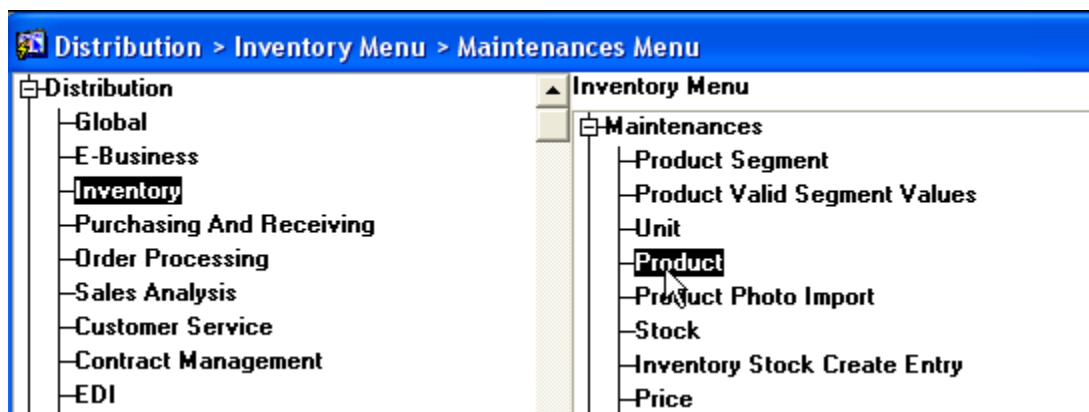 Distribution > Inventory Menu > Maintenances Menu
Distribution
Global
E-Business
Inventory
Purchasing And Receiving
Order Processing
Sales Analysis
Customer Service
Contract Management
EDI
Inventory Menu
Maintenances
Product Segment
Product Valid Segment Values
Unit
Product
Product Photo Import
Stock
Inventory Stock Create Entry
Price